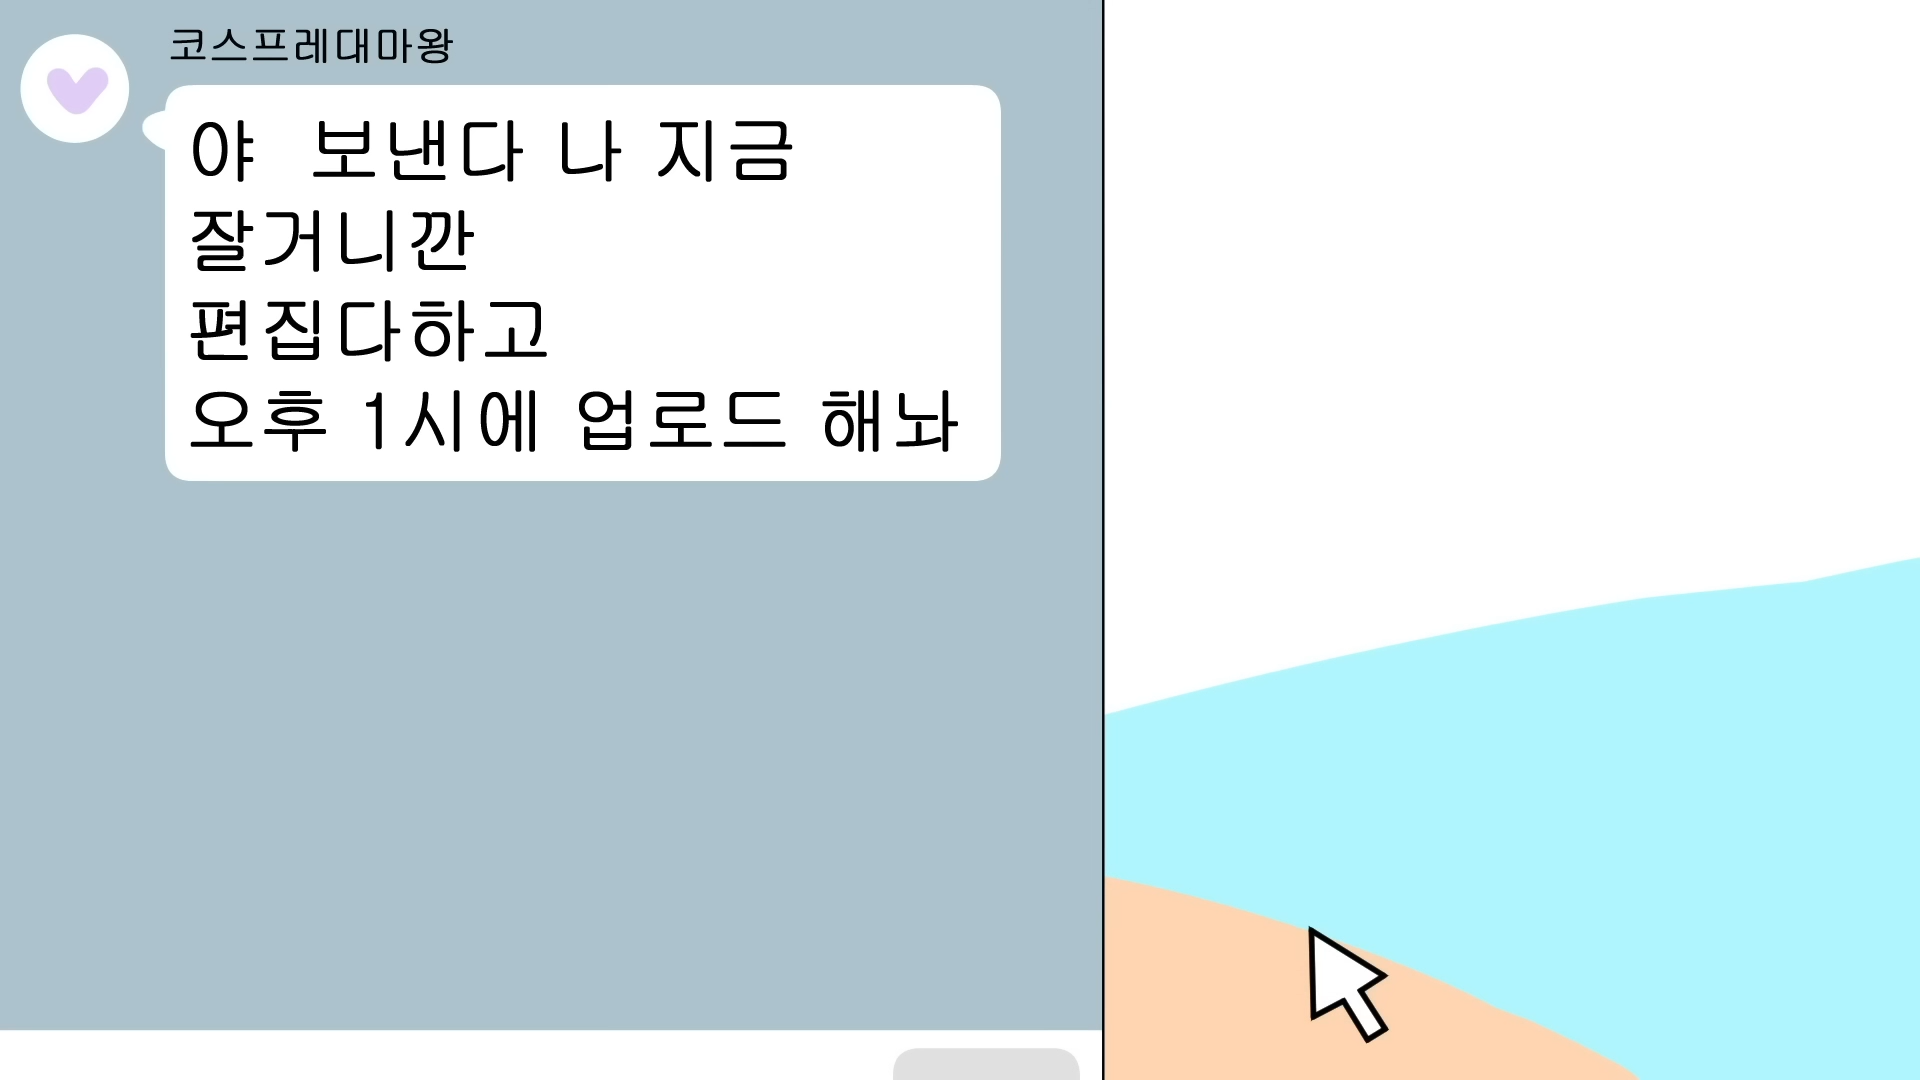 코스프레대마왕
야  보낸다 나 지금
잘거니깐
편집다하고
오후 1시에 업로드 해놔